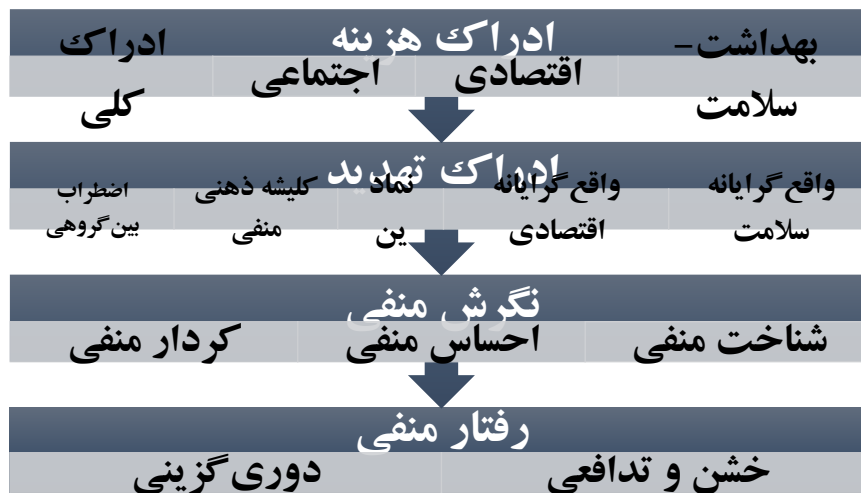 ادراک هزینه
بهداشت- سلامت
اقتصادی
اجتماعی
ادراک کلی
ادراک تهدید
واقع‌گرایانه سلامت
واقع‌گرایانه اقتصادی
نمادین
کلیشه ذهنی منفی
اضطراب بین‌گروهی
نگرش منفی
شناخت منفی
احساس منفی
کردار منفی
رفتار منفی
خشن و تدافعی
دوری‌گزینی